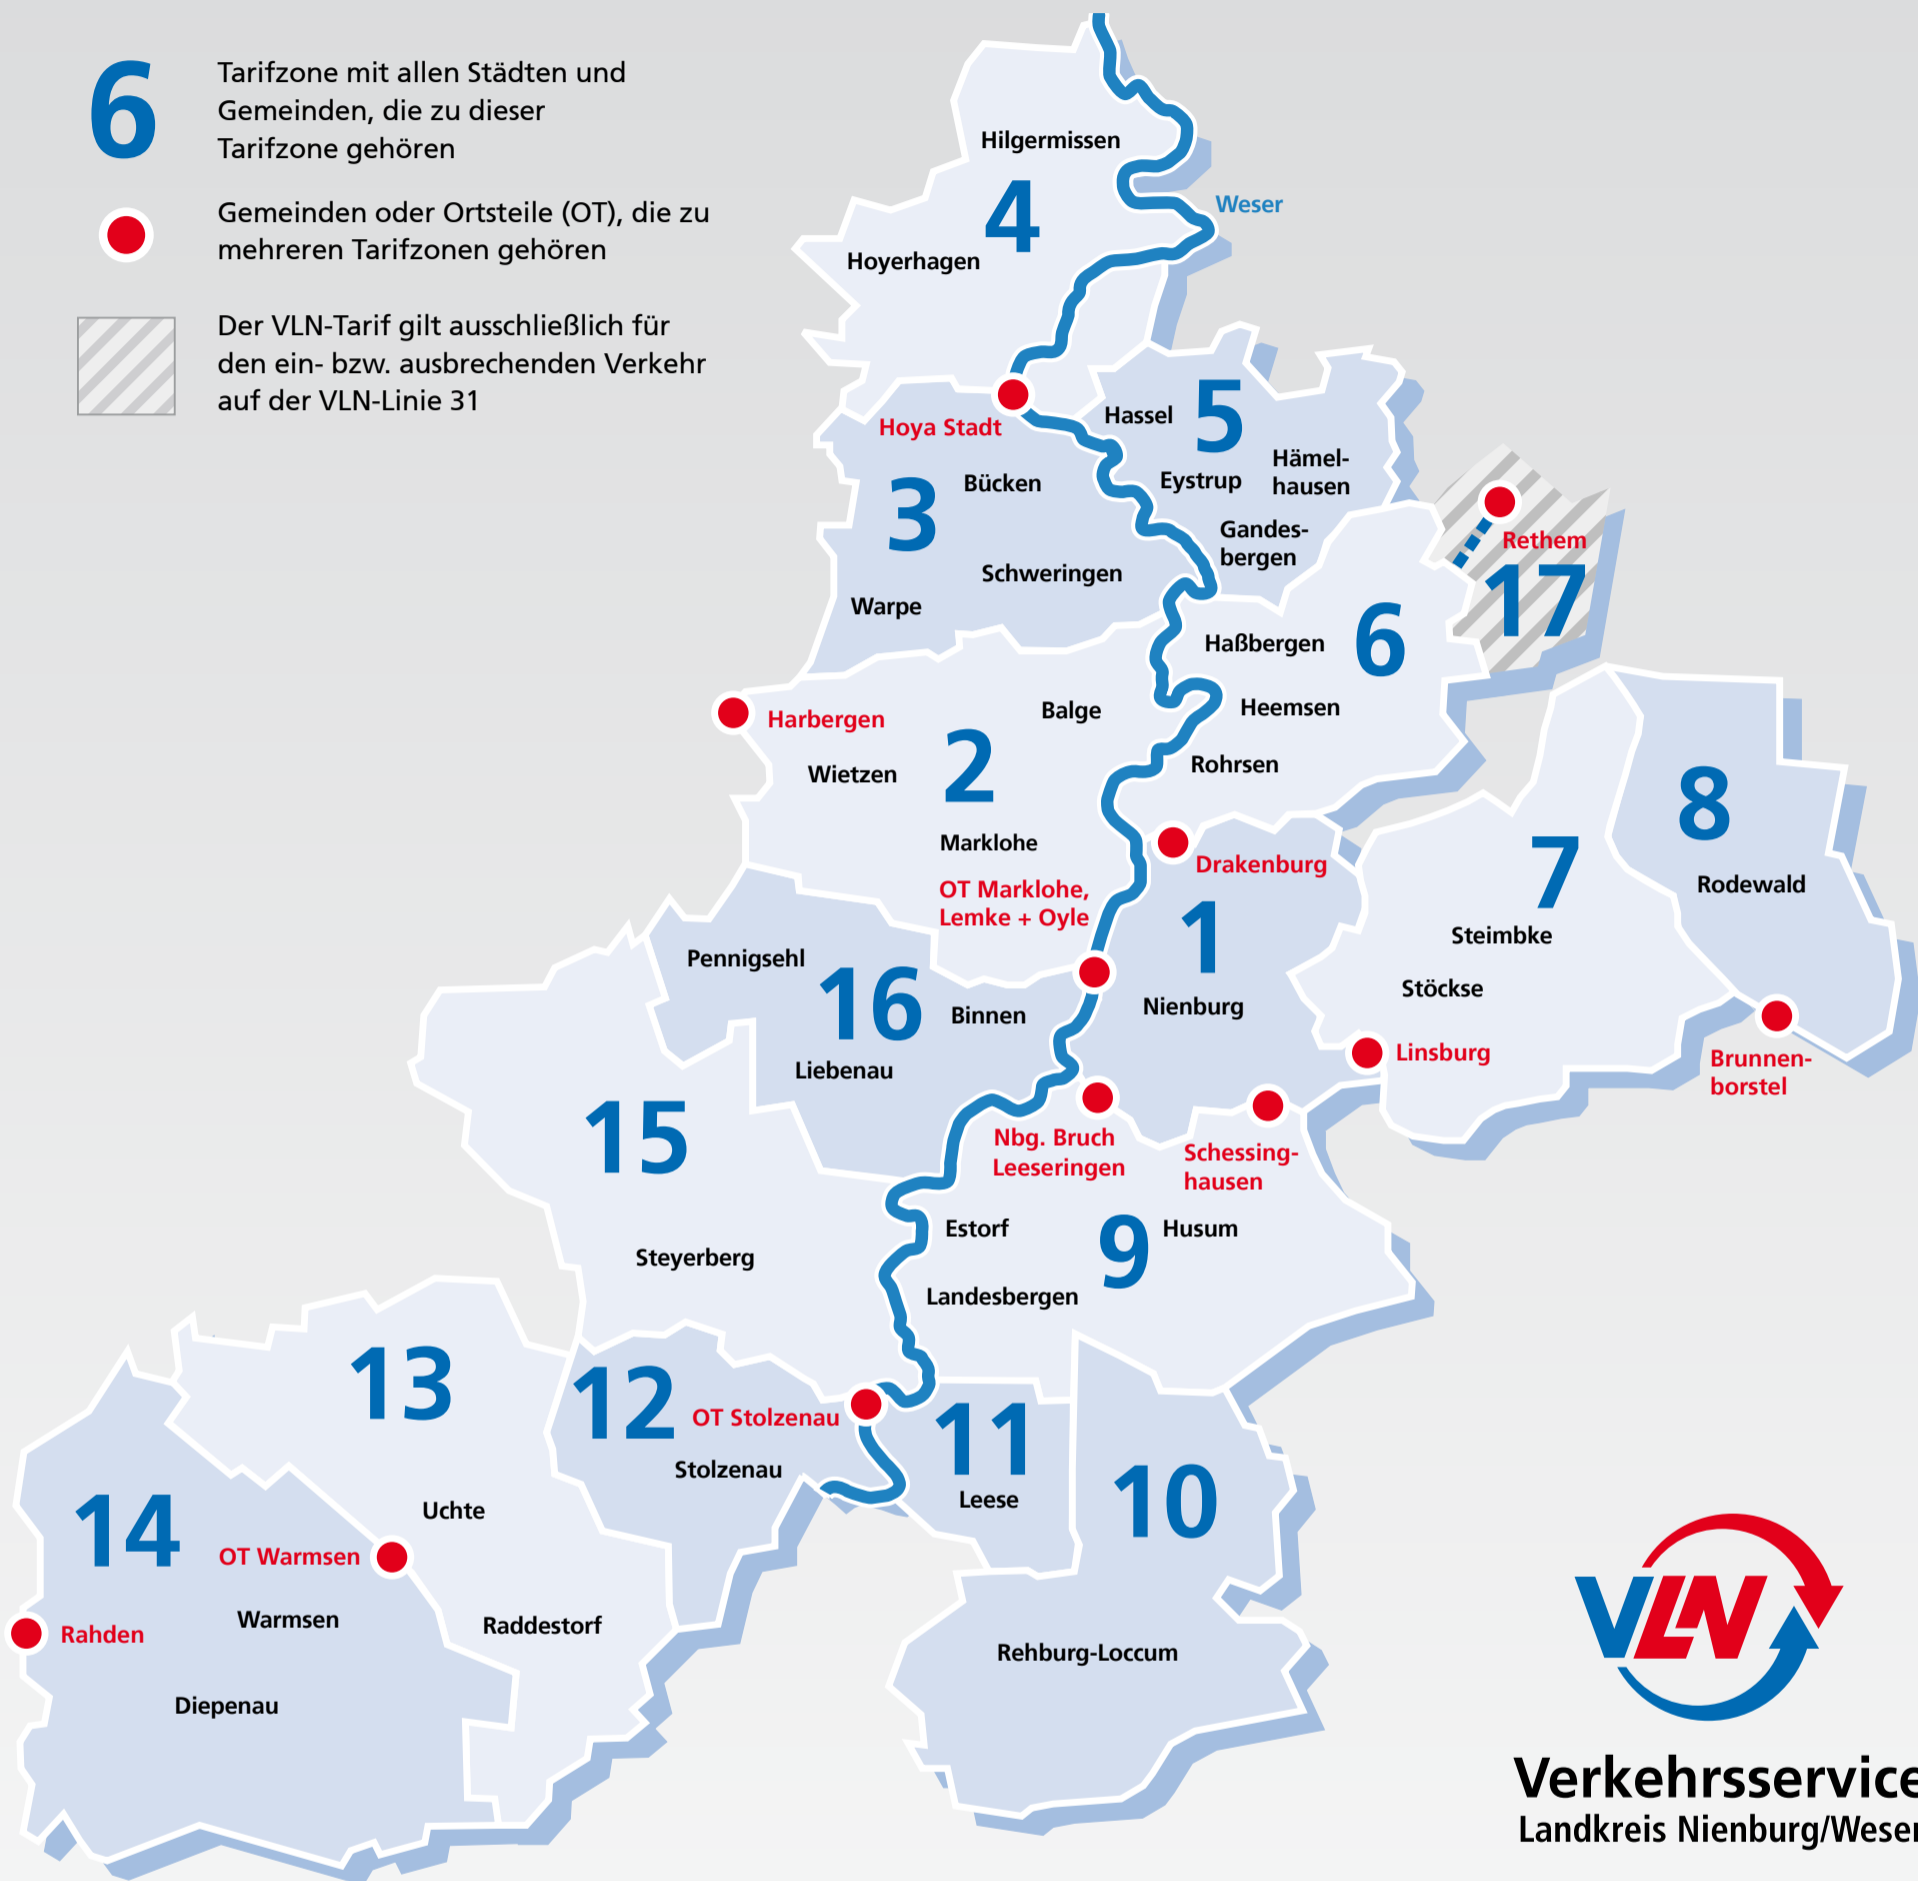 6
Tarifzone mit allen Städten und
Gemeinden, die zu dieser
Tarifzone gehören
Gemeinden oder Ortsteile (OT), die zu
mehreren Tarifzonen gehören
Der VLN-Tarif gilt ausschließlich für
den ein- bzw. ausbrechenden Verkehr
auf der VLN-Linie 31
Hilgermissen
4
Weser
Hoyerhagen
Hoya Stadt
Hassel
5
Hämel-
hausen
Eystrup
Gandes-
bergen
3
Bücken
Schweringen
Warpe
Rethem
17
Haßbergen
6
Heemsen
Rohrsen
Harbergen
Balge
2
Wietzen
Marklohe
OT Marklohe,
Lemke + Oyle
Drakenburg
1
Nienburg
8
Rodewald
7
Steimbke
Stöckse
Linsburg
Brunnen-
borstel
Pennigsehl
16
Binnen
Liebenau
Nbg. Bruch
Leeseringen
Schessing-
hausen
15
Steyerberg
Estorf
9
Husum
Landesbergen
13
12
OT Stolzenau
Stolzenau
11
Leese
10
Uchte
14
OT Warmsen
Warmsen
Raddestorf
Rahden
Diepenau
Rehburg-Loccum
VLN
Verkehrsservice
Landkreis Nienburg/Weser